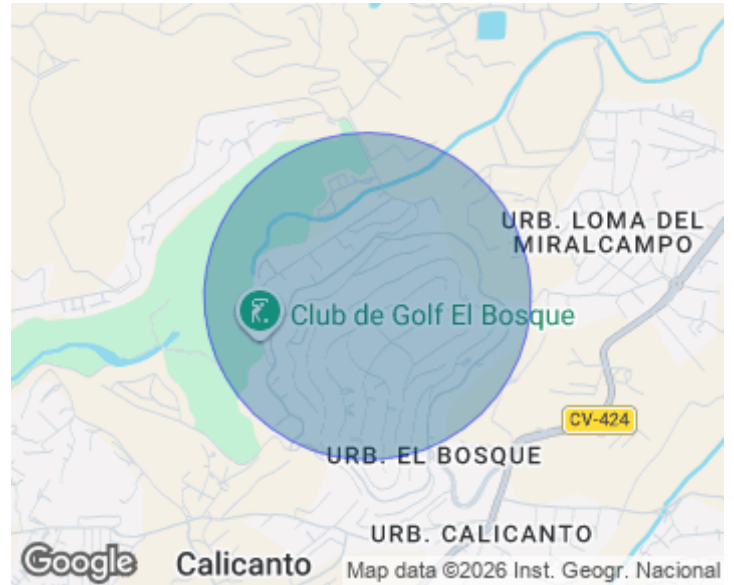 URB. LOMA DEL
MIRALCAMPO
Club de Golf El Bosque
CV-424
URB. EL BOSQUE
URB. CALICANTO
Calicanto
Google
Map data ©2026 Inst. Geogr. Nacional